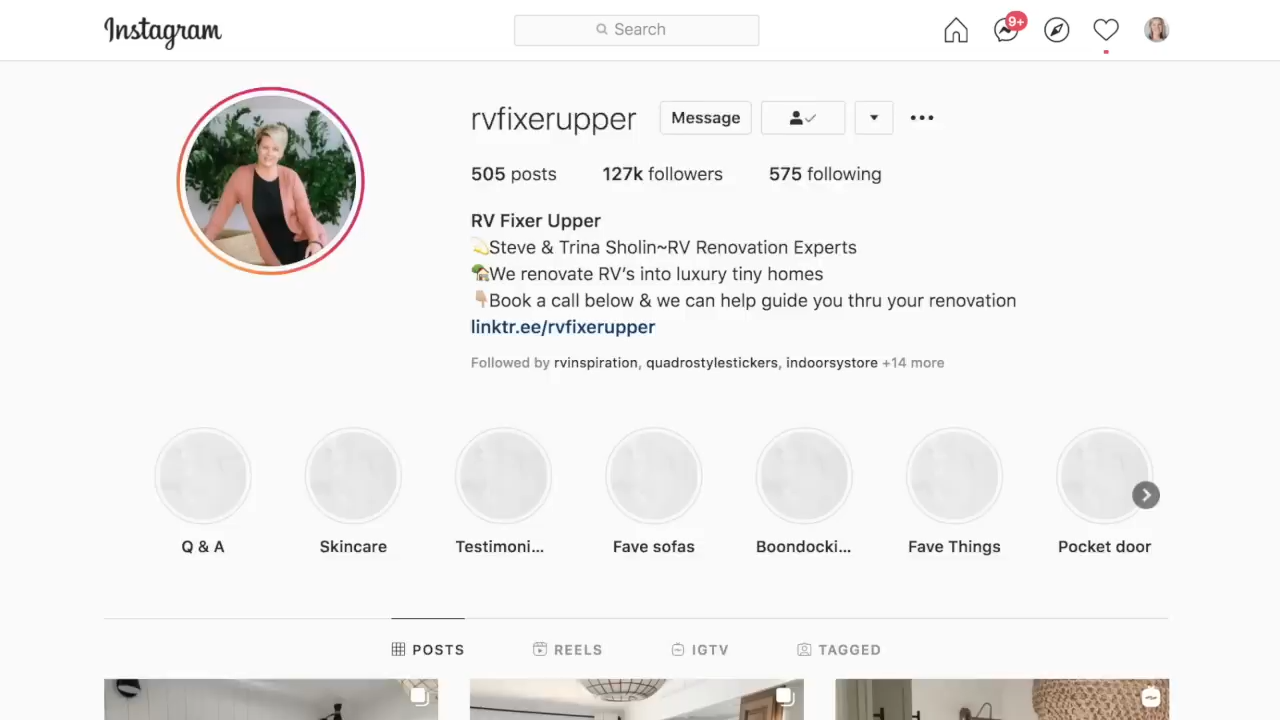 Instagram
Search
9+
rvfixerupper
Message
505 posts 127k followers 575 following
RV Fixer Upper
💫Steve & Trina Sholin~RV Renovation Experts
🏡We renovate RV’s into luxury tiny homes
👇🏼Book a call below & we can help guide you thru your renovation
linktr.ee/rvfixerupper
Followed by rvinspiration, quadrostylestickers, indoorsystore +14 more
Q & A Skincare Testimoni... Fave sofas Boondocki... Fave Things Pocket door
POSTS REELS IGTV TAGGED